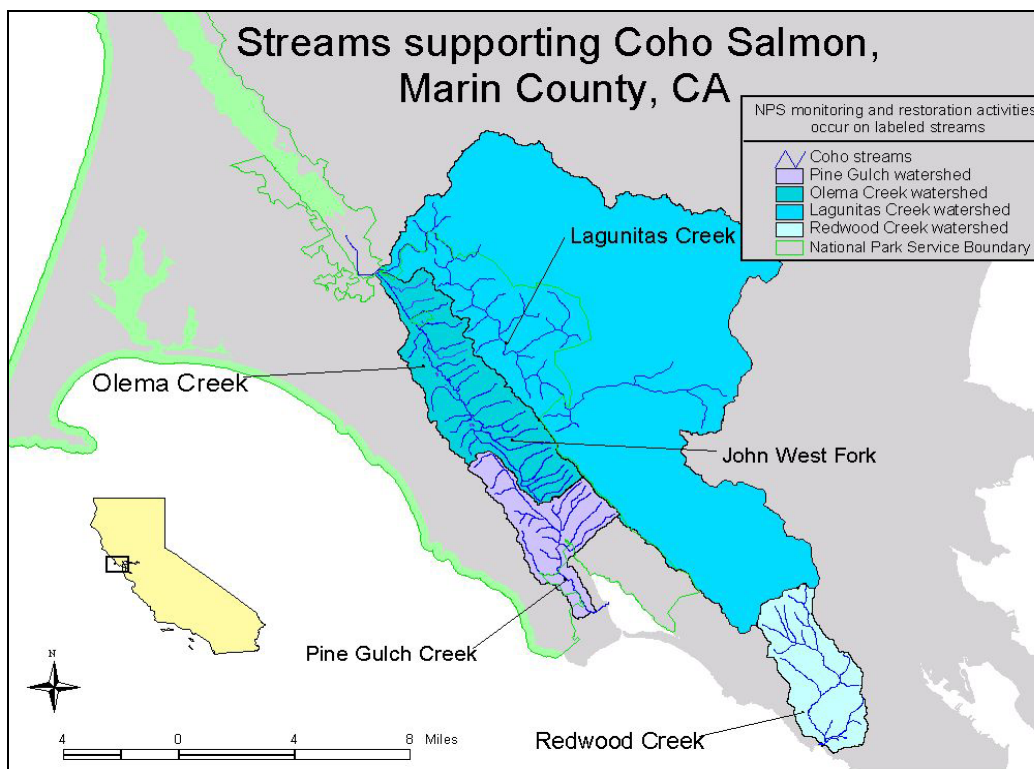 Streams supporting Coho Salmon,
Marin County, CA
NPS monitoring and restoration activities
occur on labeled streams
Coho streams
Pine Gulch watershed
Olema Creek watershed
Lagunitas Creek watershed
Redwood Creek watershed
National Park Service Boundary
Lagunitas Creek
Olema Creek
John West Fork
Pine Gulch Creek
Redwood Creek
N
4 0 4 8 Miles